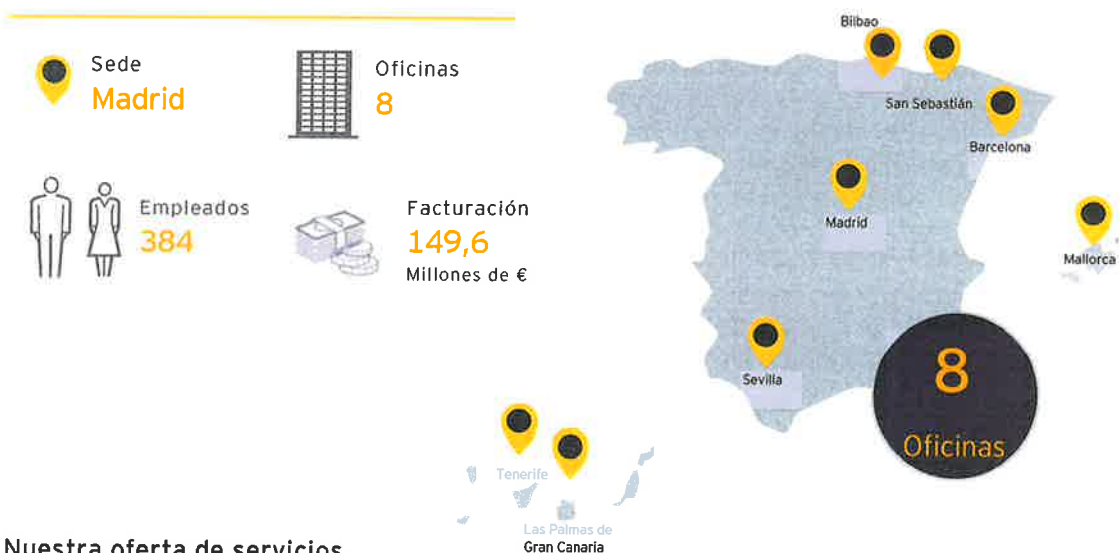 Sede
Madrid
Oficinas
8
Empleados
384
Facturación
149,6
Millones de €
Bilbao
San Sebastián
Barcelona
Madrid
Mallorca
Sevilla
8
Oficinas
Tenerife
Las Palmas de
Gran Canaria
Nuestra oferta de servicios